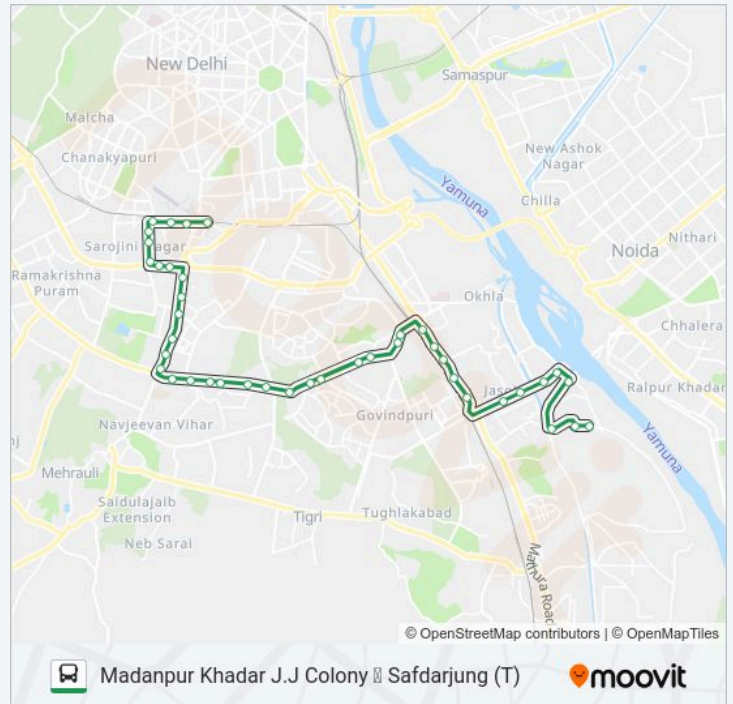 New Delhi
Samaspur
Malcha
Chanakyapuri
New Ashok
Nagar
Yamuna
Chilla
Sarojini Nagar
Noida
Nithari
Ramakrishna
Puram
Okhla
Chhalera
Jasola
Raipur Khadar
Govindpuri
Navjeevan Vihar
Yamuna
Mehrauli
Saidulajaib
Extension
Tigri
Tughlakabad
Neb Sarai
Mathura Road
© OpenStreetMap contributors | © OpenMapTiles
Madanpur Khadar J.J Colony Safdarjung (T)
moovit